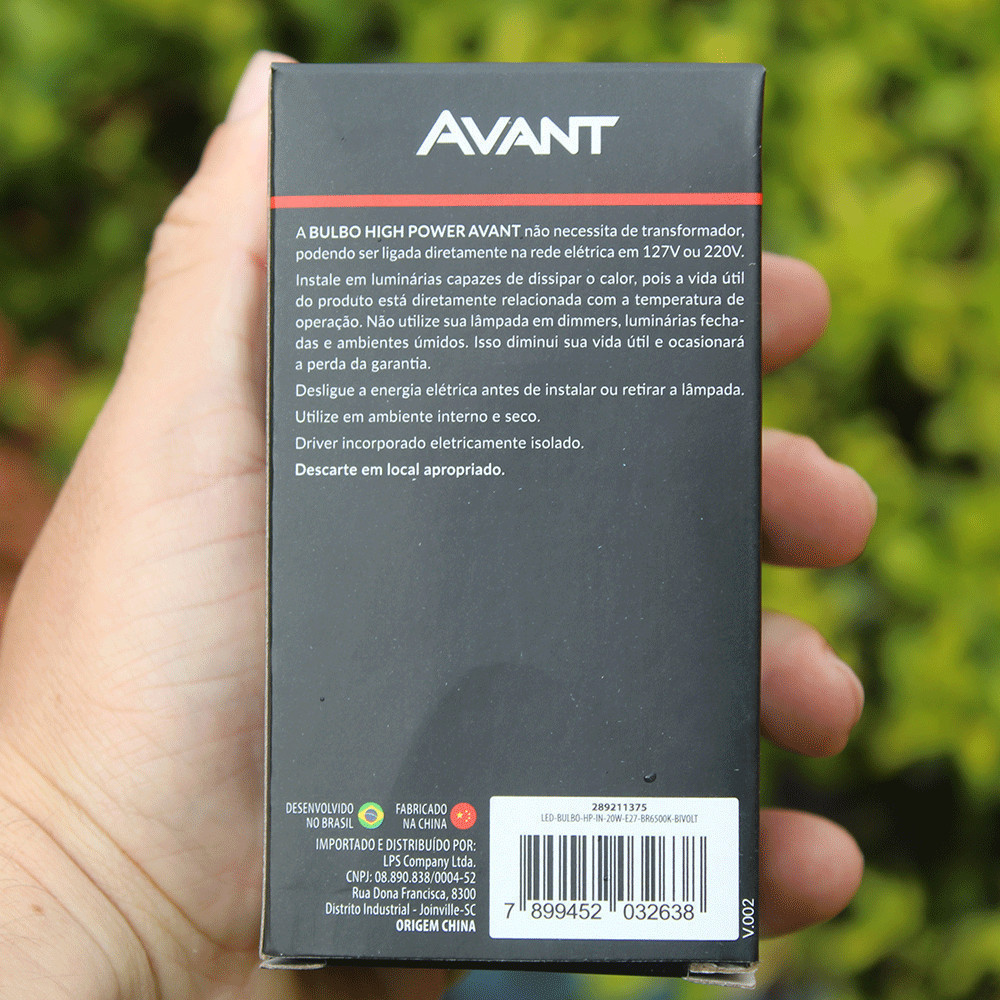 AVANT
A BULBO HIGH POWER AVANT não necessita de transformador,
podendo ser ligada diretamente na rede elétrica em 127V ou 220V.
Instale em luminárias capazes de dissipar o calor, pois a vida útil
do produto está diretamente relacionada com a temperatura de
operação. Não utilize sua lâmpada em dimmers, luminárias fecha-
das e ambientes úmidos. Isso diminui sua vida útil e ocasionará
a perda da garantia.
Desligue a energia elétrica antes de instalar ou retirar a lâmpada.
Utilize em ambiente interno e seco.
Driver incorporado eletricamente isolado.
Descarte em local apropriado.
DESENVOLVIDO
NO BRASIL
FABRICADO
NA CHINA
IMPORTADO E DISTRIBUÍDO POR:
LPS Company Ltda.
CNPJ: 08.890.838/0004-52
Rua Dona Francisca, 8300
Distrito Industrial - Joinville-SC
ORIGEM CHINA
289211375
LED-BULBO-HP-IN-20W-E27-BR6500K-BIVOLT
7 899452 032638
V.002